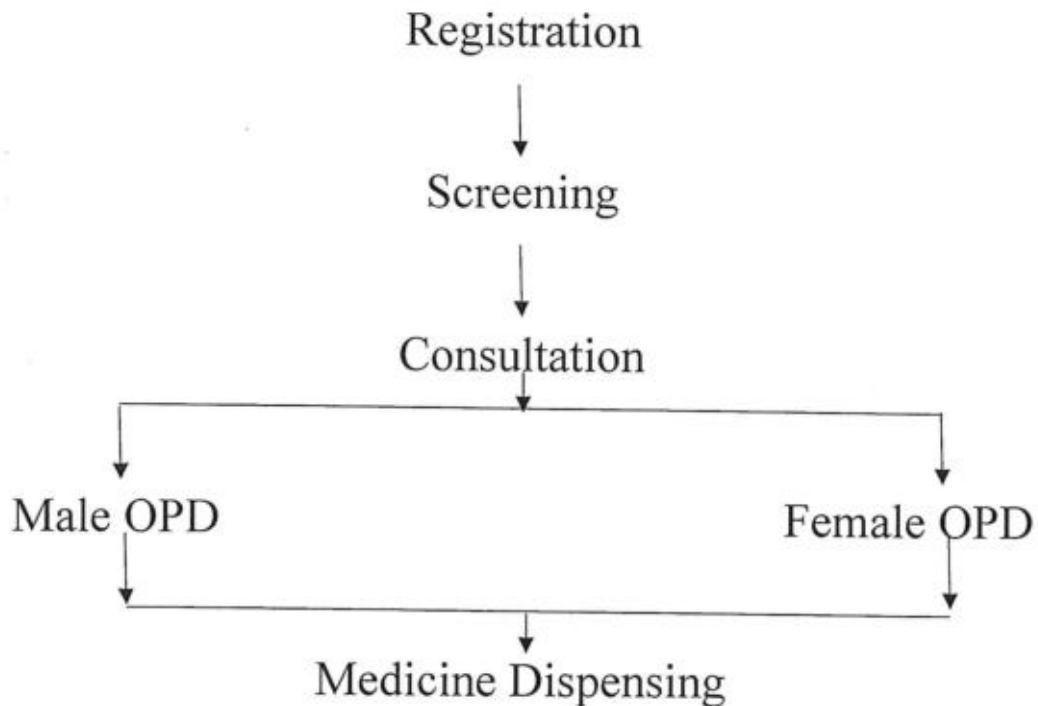 Registration
Screening
Consultation
Male OPD
Female OPD
Medicine Dispensing